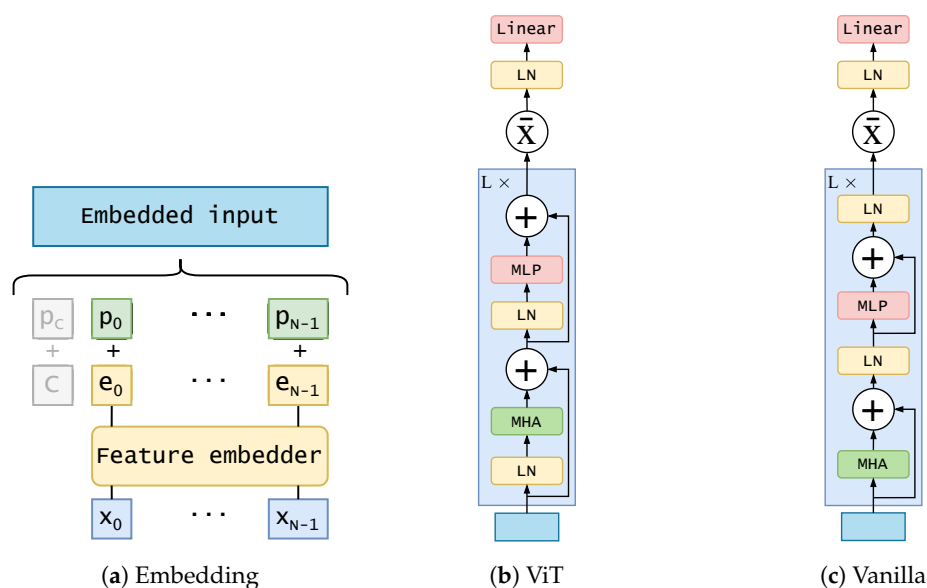 Embedded input
p_C p_0 ... p_N-1
+ + +
C e_0 ... e_N-1
Feature embedder
x_0 ... x_N-1
(a) Embedding
Linear
LN
X̄
L ×
+
MLP
LN
+
MHA
LN
(b) ViT
Linear
LN
X̄
L ×
LN
+
MLP
LN
+
MHA
(c) Vanilla